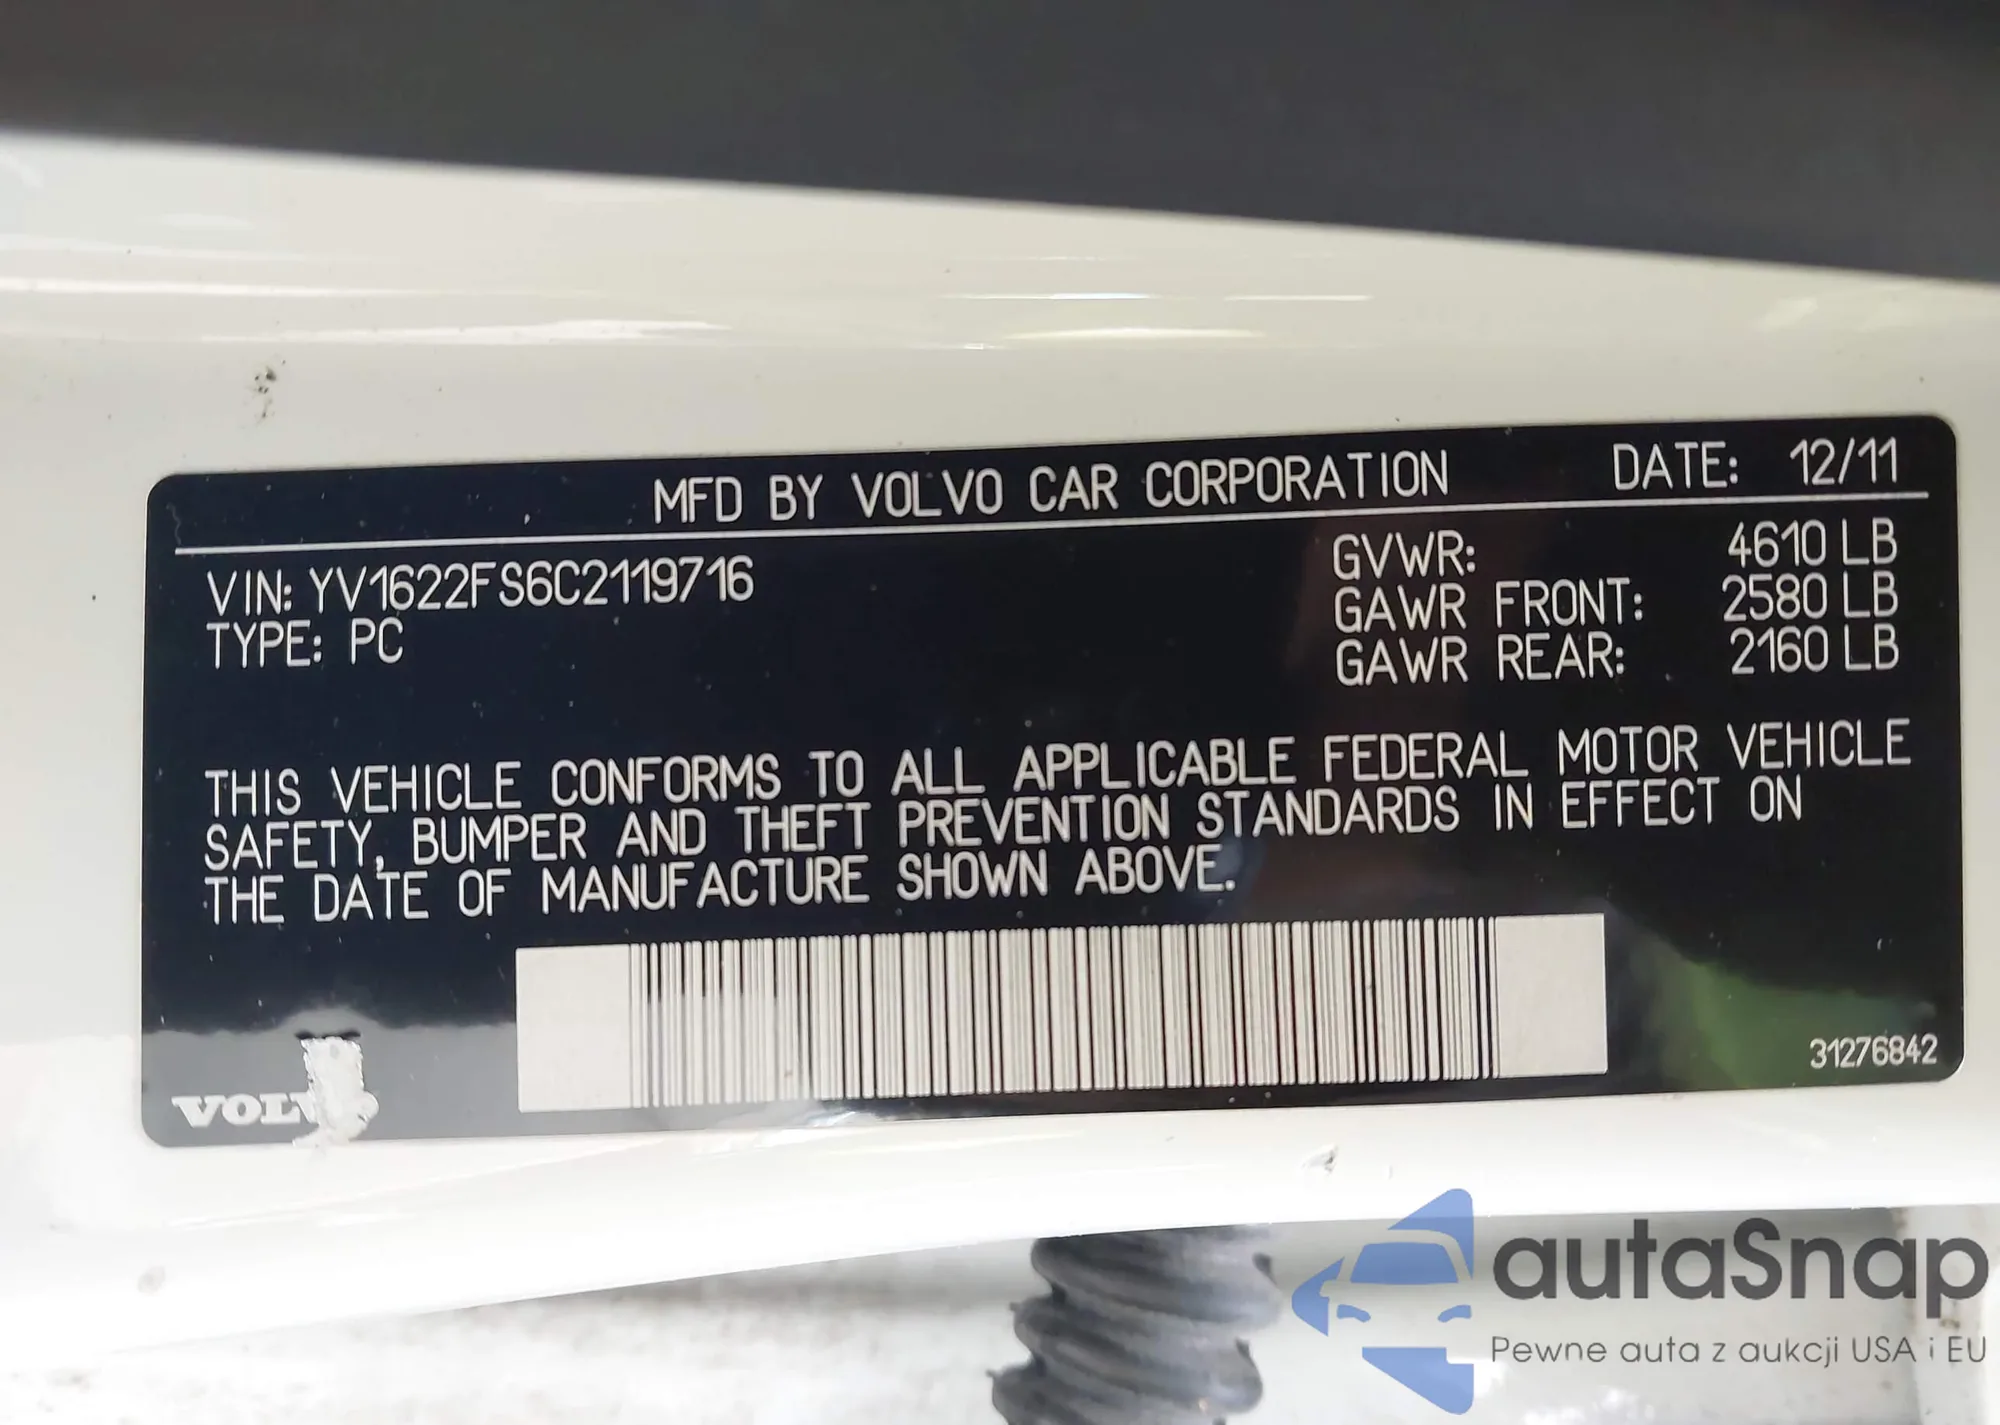 MFD BY VOLVO CAR CORPORATION DATE: 12/11
VIN: YV1622FS6C2119716
TYPE: PC
GVWR: 4610 LB
GAWR FRONT: 2580 LB
GAWR REAR: 2160 LB
THIS VEHICLE CONFORMS TO ALL APPLICABLE FEDERAL MOTOR VEHICLE
SAFETY, BUMPER AND THEFT PREVENTION STANDARDS IN EFFECT ON
THE DATE OF MANUFACTURE SHOWN ABOVE.
31276842
VOLVO
autaSnap
Pewne auta z aukcji USA i EU